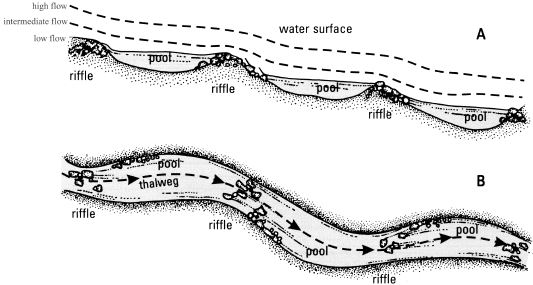 high flow
intermediate flow
low flow
water surface
A
pool
riffle
riffle
pool
riffle
pool
B
pool
thalweg
riffle
riffle
pool
pool
riffle